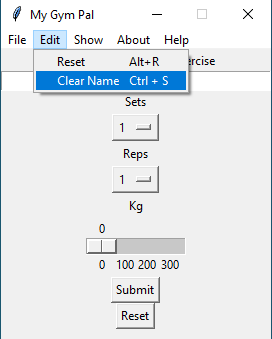 My Gym Pal
File Edit Show About Help
Reset Alt+R
Clear Name Ctrl + S
Sets
1
Reps
1
Kg
0
0 100 200 300
Submit
Reset